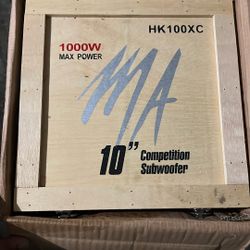 HK100XC
1000W
MAX POWER
MA
10” Competition
Subwoofer